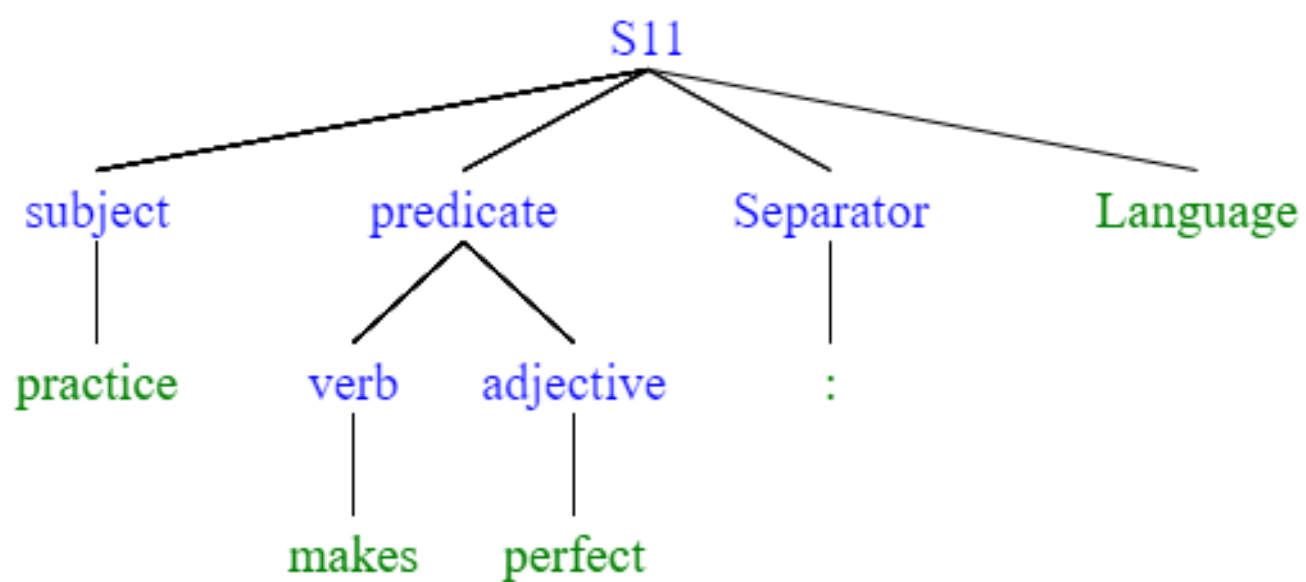 S11
subject predicate Separator Language
practice verb adjective :
makes perfect